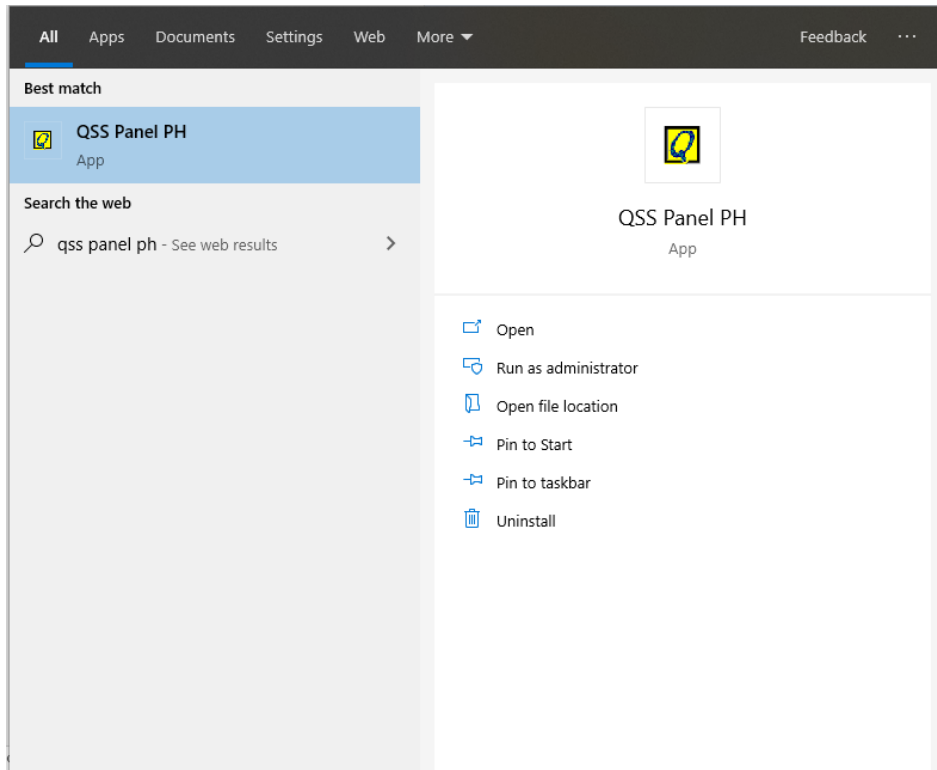 All Apps Documents Settings Web More Feedback ...
Best match
QSS Panel PH
App
Search the web
qss panel ph - See web results
Q
QSS Panel PH
App
Open
Run as administrator
Open file location
Pin to Start
Pin to taskbar
Uninstall